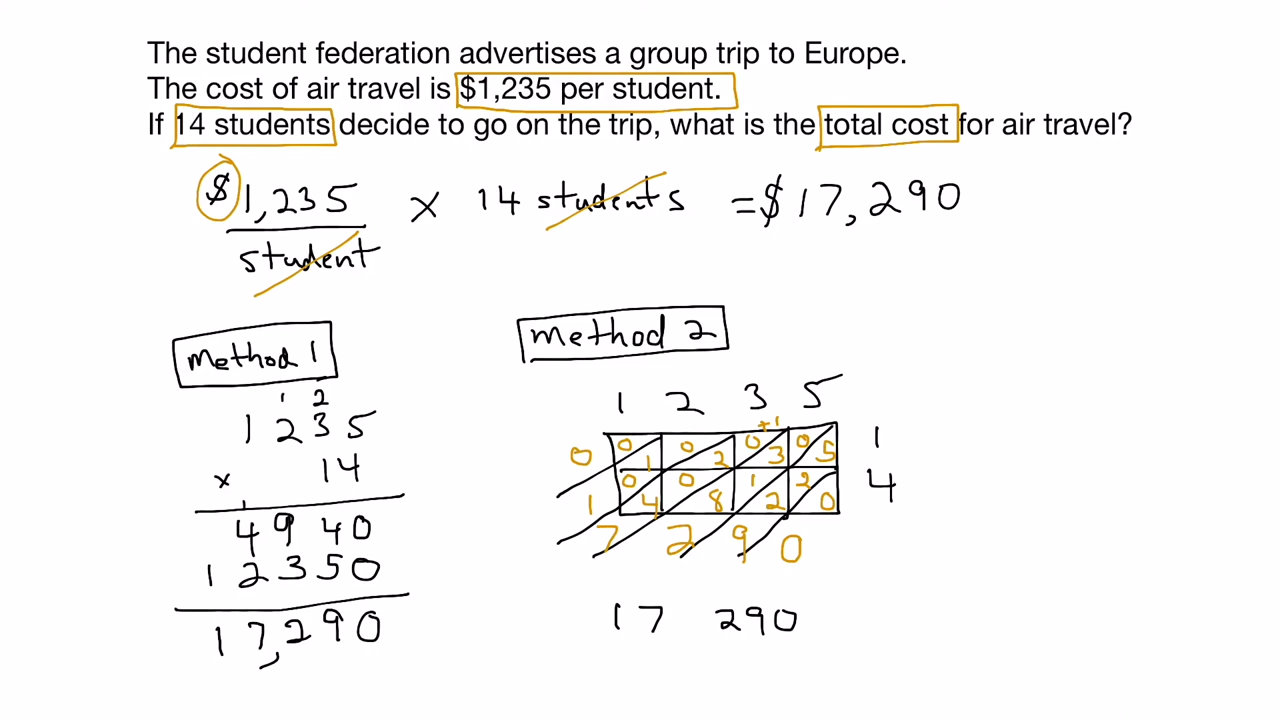 The student federation advertises a group trip to Europe.
The cost of air travel is $1,235 per student.
If 14 students decide to go on the trip, what is the total cost for air travel?
$1,235 × 14 students = $17,290
student
Method 1
1 2
1235
× 14
1
4940
12350
17,290
method 2
1 2 3 5
+1
0 0 0 0 1
0 1 2 3 5
0 0 1 2 4
1 4 8 2 0
7 2 9 0
17 290